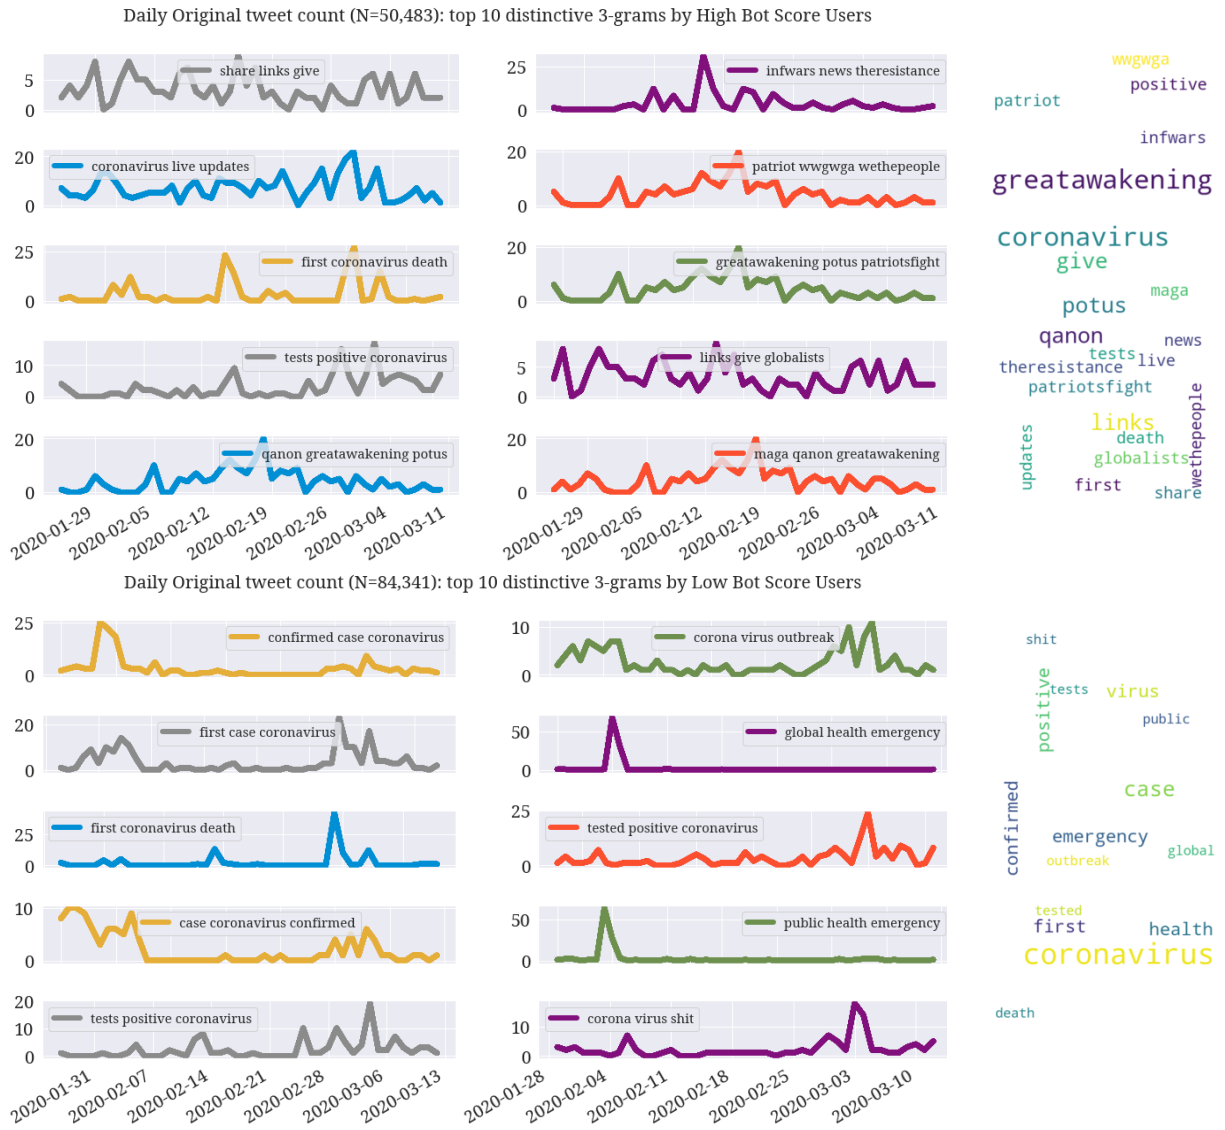 Daily Original tweet count (N=50,483): top 10 distinctive 3-grams by High Bot Score Users
5
0
share links give
25
0
infwars news theresistance
20
0
coronavirus live updates
20
0
patriot wwgwga wethepeople
25
0
first coronavirus death
20
0
greatawakening potus patriotsfight
10
0
tests positive coronavirus
5
0
links give globalists
20
0
qanon greatawakening potus
20
0
maga qanon greatawakening
2020-01-29
2020-02-05
2020-02-12
2020-02-19
2020-02-26
2020-03-04
2020-03-11
2020-01-29
2020-02-05
2020-02-12
2020-02-19
2020-02-26
2020-03-04
2020-03-11
wwgwga
positive
patriot
infwars
greatawakening
coronavirus
give
maga
potus
qanon
news
tests
live
theresistance
patriotsfight
wethepeople
links
updates
death
globalists
first
share
Daily Original tweet count (N=84,341): top 10 distinctive 3-grams by Low Bot Score Users
25
0
confirmed case coronavirus
10
0
corona virus outbreak
20
0
first case coronavirus
50
0
global health emergency
25
0
first coronavirus death
25
0
tested positive coronavirus
10
0
case coronavirus confirmed
50
0
public health emergency
20
0
tests positive coronavirus
10
0
corona virus shit
2020-01-31
2020-02-07
2020-02-14
2020-02-21
2020-02-28
2020-03-06
2020-03-13
2020-01-28
2020-02-04
2020-02-11
2020-02-18
2020-02-25
2020-03-03
2020-03-10
shit
positive
tests
virus
public
confirmed
case
emergency
outbreak
global
tested
first
health
coronavirus
death